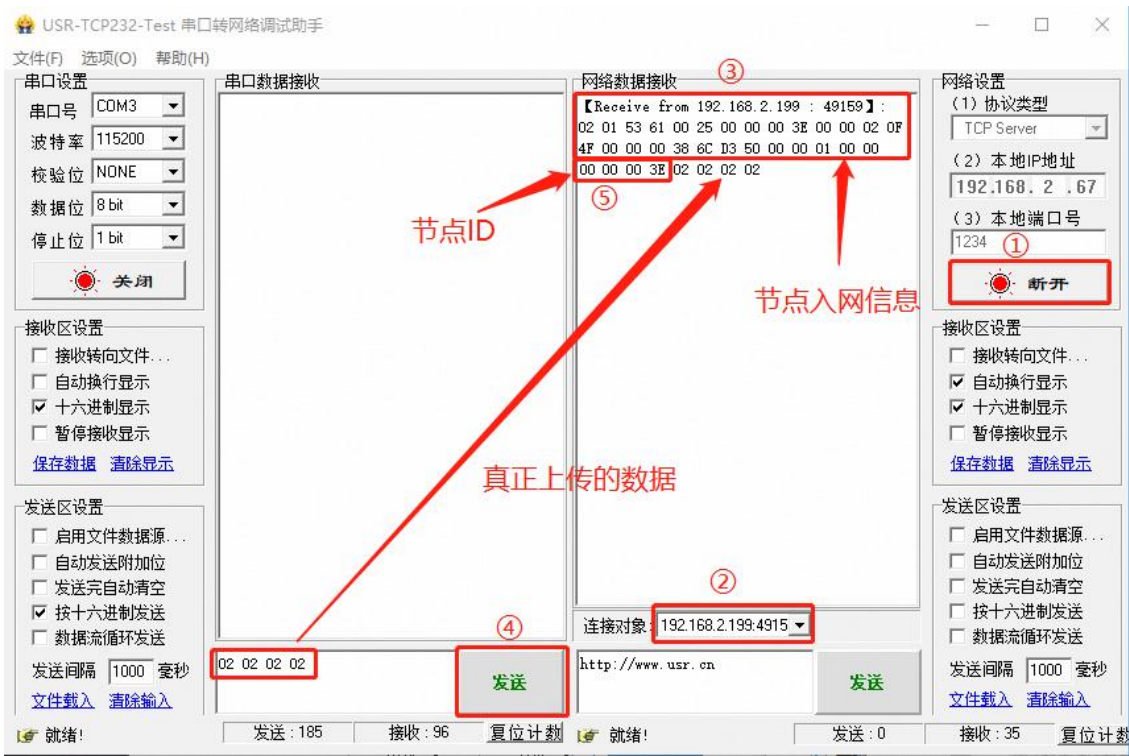 USR-TCP232-Test 串口转网络调试助手
文件(F) 选项(O) 帮助(H)
串口设置
串口号 COM3
波特率 115200
校验位 NONE
数据位 8 bit
停止位 1 bit
关闭
接收区设置
接收转向文件...
自动换行显示
十六进制显示
暂停接收显示
保存数据 清除显示
发送区设置
启用文件数据源...
自动发送附加位
发送完自动清空
按十六进制发送
数据流循环发送
发送间隔 1000 毫秒
文件载入 清除输入
就绪!
串口数据接收
节点ID
真正上传的数据
④
02 02 02 02
发送
发送 : 185 接收 : 96 复位计数
网络数据接收
③
【Receive from 192.168.2.199 : 49159】:
02 01 53 61 00 25 00 00 00 3E 00 00 02 0F
4F 00 00 00 38 6C D3 50 00 00 01 00 00
00 00 00 3E 02 02 02 02
⑤
节点入网信息
②
连接对象: 192.168.2.199:4915
http://www.usr.cn
发送
就绪!
发送 : 0 接收 : 35 复位计数
网络设置
(1) 协议类型
TCP Server
(2) 本地IP地址
192.168. 2 .67
(3) 本地端口号
1234
①
断开
接收区设置
接收转向文件...
自动换行显示
十六进制显示
暂停接收显示
保存数据 清除显示
发送区设置
启用文件数据源...
自动发送附加位
发送完自动清空
按十六进制发送
数据流循环发送
发送间隔 1000 毫秒
文件载入 清除输入